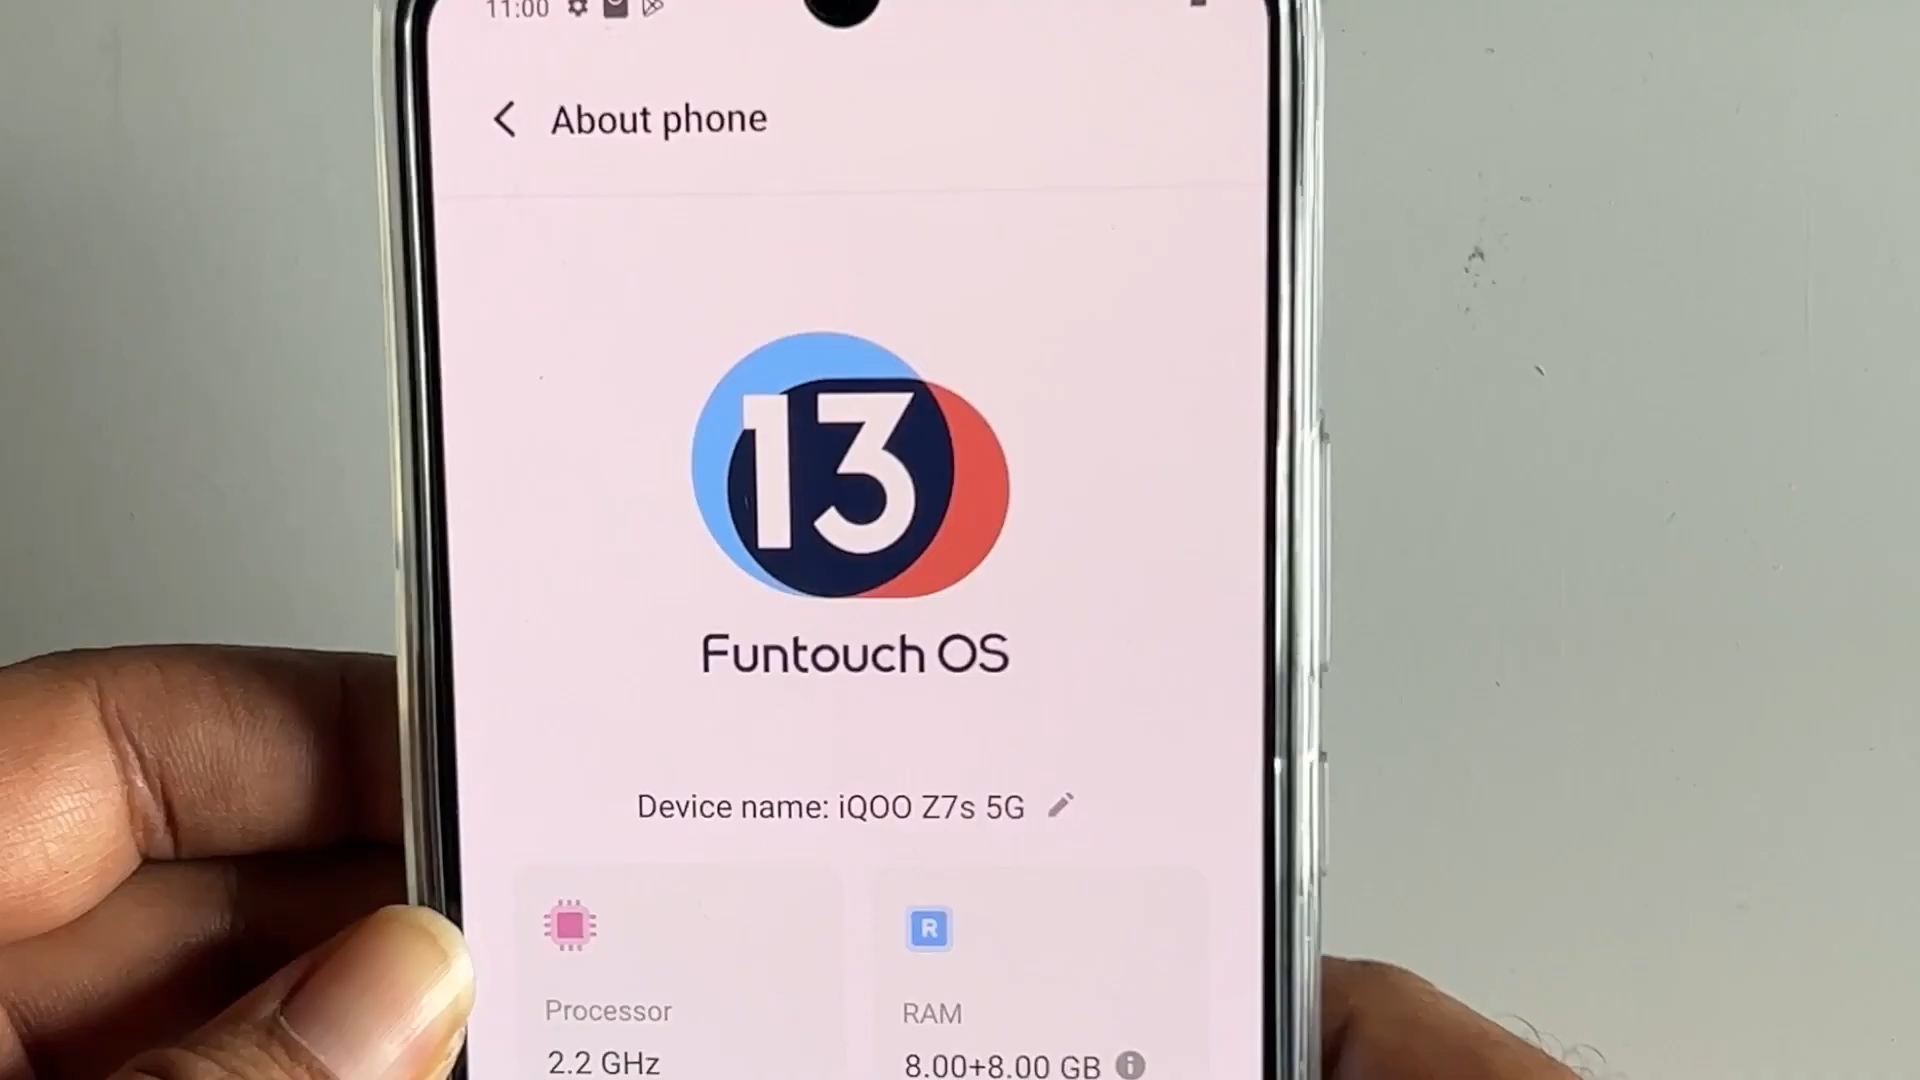 11:00
About phone
13
Funtouch OS
Device name: iQOO Z7s 5G
R
Processor
RAM
2.2 GHz
8.00+8.00 GB